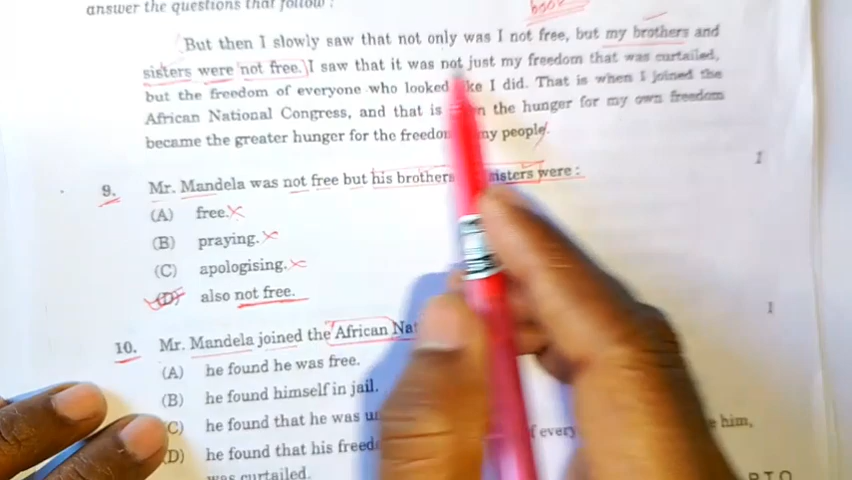 answer the questions that follow :
book
But then I slowly saw that not only was I not free, but my brothers and
sisters were not free. I saw that it was not just my freedom that was curtailed,
but the freedom of everyone who looked I did. That is when I joined the
African National Congress, and that is the hunger for my own freedom
became the greater hunger for the my people.
1
9. Mr. Mandela was not free but his brothers sisters were :
(A) free.
(B) praying.
(C) apologising.
(D) also not free.
1
10. Mr. Mandela joined the African
(A) he found he was free.
(B) he found himself in jail.
(C) he found that he was of every him,
(D) he found that his
was curtailed.
P.T.O.